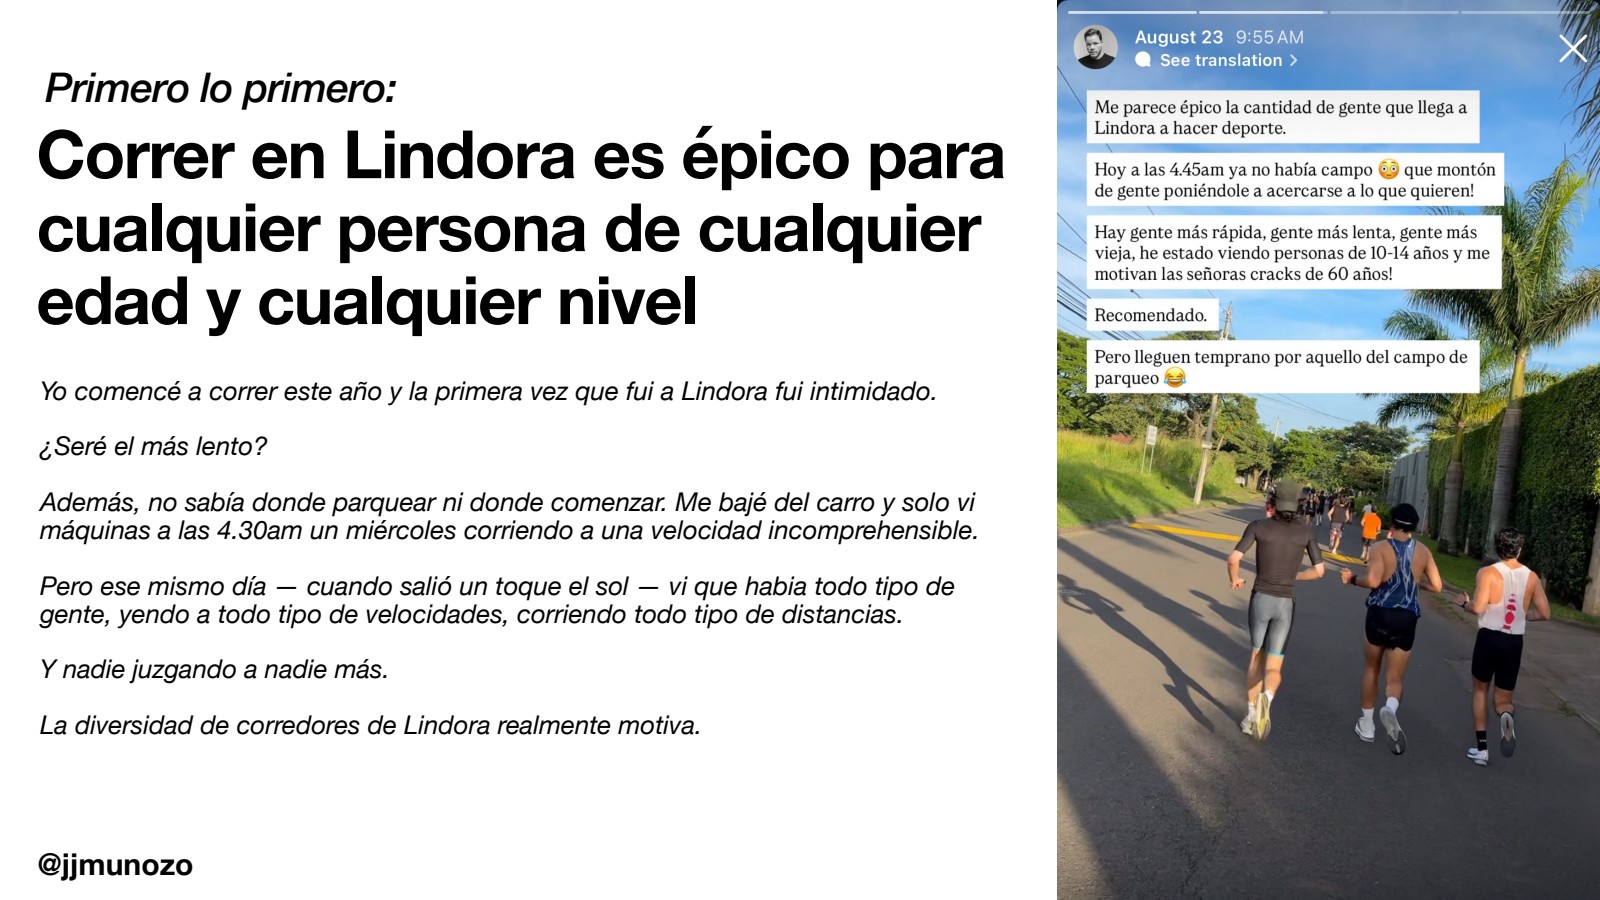 Primero lo primero:
Correr en Lindora es épico para
cualquier persona de cualquier
edad y cualquier nivel
Yo comencé a correr este año y la primera vez que fui a Lindora fui intimidado.
¿Seré el más lento?
Además, no sabía donde parquear ni donde comenzar. Me bajé del carro y solo vi
máquinas a las 4.30am un miércoles corriendo a una velocidad incomprehensible.
Pero ese mismo día — cuando salió un toque el sol — vi que habia todo tipo de
gente, yendo a todo tipo de velocidades, corriendo todo tipo de distancias.
Y nadie juzgando a nadie más.
La diversidad de corredores de Lindora realmente motiva.
@jjmunozo
August 23 9:55 AM
See translation >
Me parece épico la cantidad de gente que llega a
Lindora a hacer deporte.
Hoy a las 4.45am ya no había campo 😳 que montón
de gente poniéndole a acercarse a lo que quieren!
Hay gente más rápida, gente más lenta, gente más
vieja, he estado viendo personas de 10-14 años y me
motivan las señoras cracks de 60 años!
Recomendado.
Pero lleguen temprano por aquello del campo de
parqueo 😂